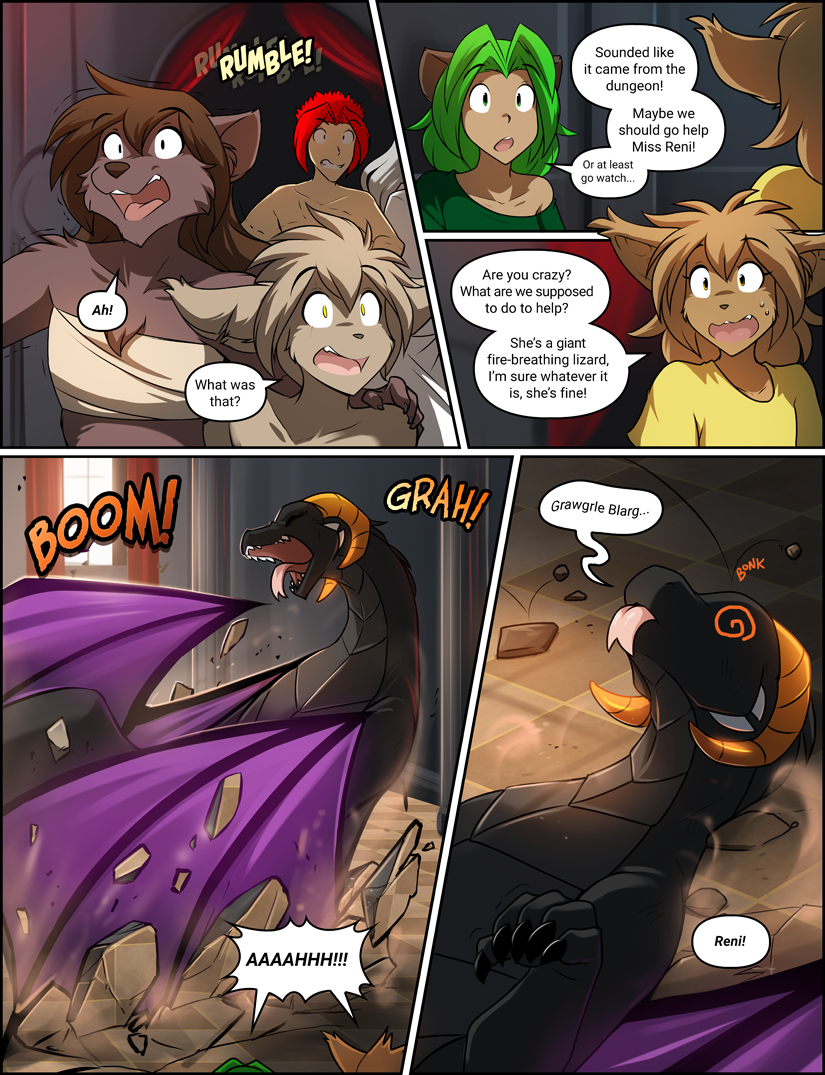 RUMBLE!
Ah!
What was
that?
Sounded like
it came from the
dungeon!
Maybe we
should go help
Miss Reni!
Or at least
go watch...
Are you crazy?
What are we supposed
to do to help?
She's a giant
fire-breathing lizard,
I'm sure whatever it
is, she's fine!
BOOM!
GRAH!
AAAAHHH!!!
Grawgrle Blarg...
BONK
Reni!